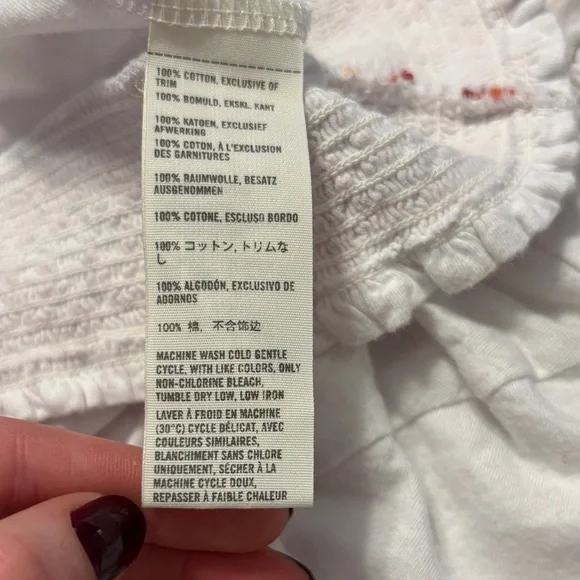 100% COTTON, EXCLUSIVE OF
TRIM
100% BOMULD, EKSKL. KANT
100% KATOEN, EXCLUSIEF
AFWERKING
100% COTON, À L'EXCLUSION
DES GARNITURES
100% BAUMWOLLE, BESATZ
AUSGENOMMEN
100% COTONE, ESCLUSO BORDO
100% コットン, トリムな
し
100% ALGODÓN, EXCLUSIVO DE
ADORNOS
100% 棉, 不含饰边
MACHINE WASH COLD GENTLE
CYCLE, WITH LIKE COLORS, ONLY
NON-CHLORINE BLEACH,
TUMBLE DRY LOW, LOW IRON
LAVER À FROID EN MACHINE
(30°C) CYCLE DÉLICAT, AVEC
COULEURS SIMILAIRES,
BLANCHIMENT SANS CHLORE
UNIQUEMENT, SÉCHER À LA
MACHINE CYCLE DOUX,
REPASSER À FAIBLE CHALEUR